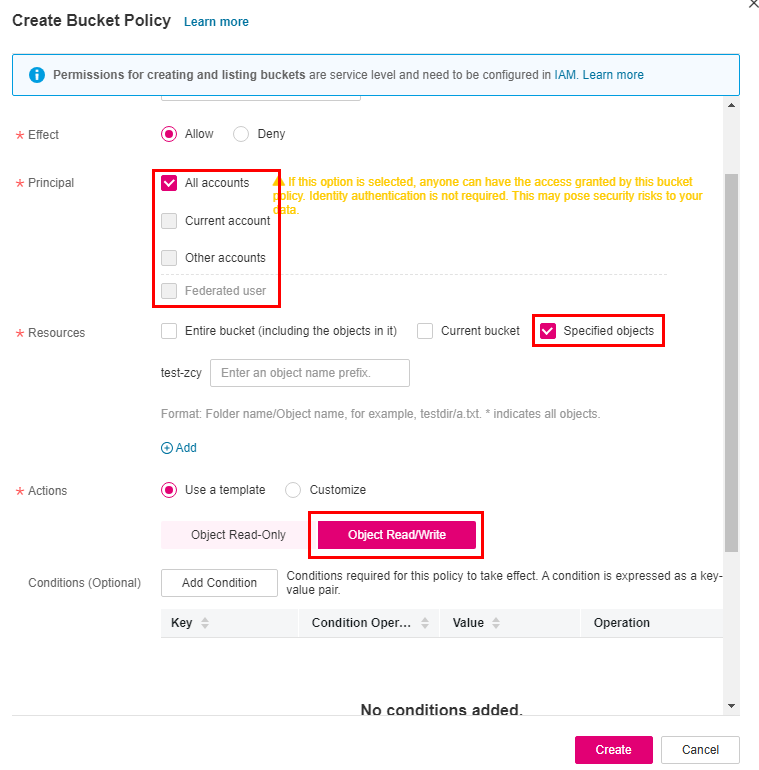 Create Bucket Policy Learn more
Permissions for creating and listing buckets are service level and need to be configured in IAM. Learn more
* Effect Allow Deny
* Principal All accounts If this option is selected, anyone can have the access granted by this bucket
policy. Identity authentication is not required. This may pose security risks to your
data.
Current account
Other accounts
Federated user
* Resources Entire bucket (including the objects in it) Current bucket Specified objects
test-zcy Enter an object name prefix.
Format: Folder name/Object name, for example, testdir/a.txt. * indicates all objects.
Add
* Actions Use a template Customize
Object Read-Only Object Read/Write
Conditions (Optional) Add Condition Conditions required for this policy to take effect. A condition is expressed as a key-
value pair.
Key Condition Oper... Value Operation
No conditions added.
Create Cancel